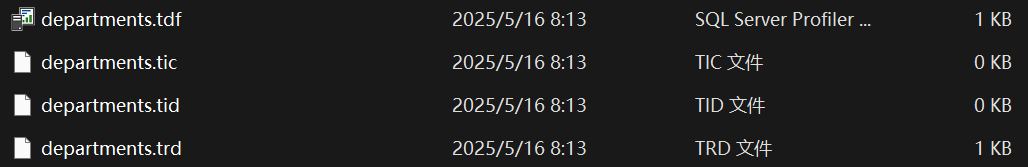 departments.tdf 2025/5/16 8:13 SQL Server Profiler ... 1 KB
departments.tic 2025/5/16 8:13 TIC 文件 0 KB
departments.tid 2025/5/16 8:13 TID 文件 0 KB
departments.trd 2025/5/16 8:13 TRD 文件 1 KB